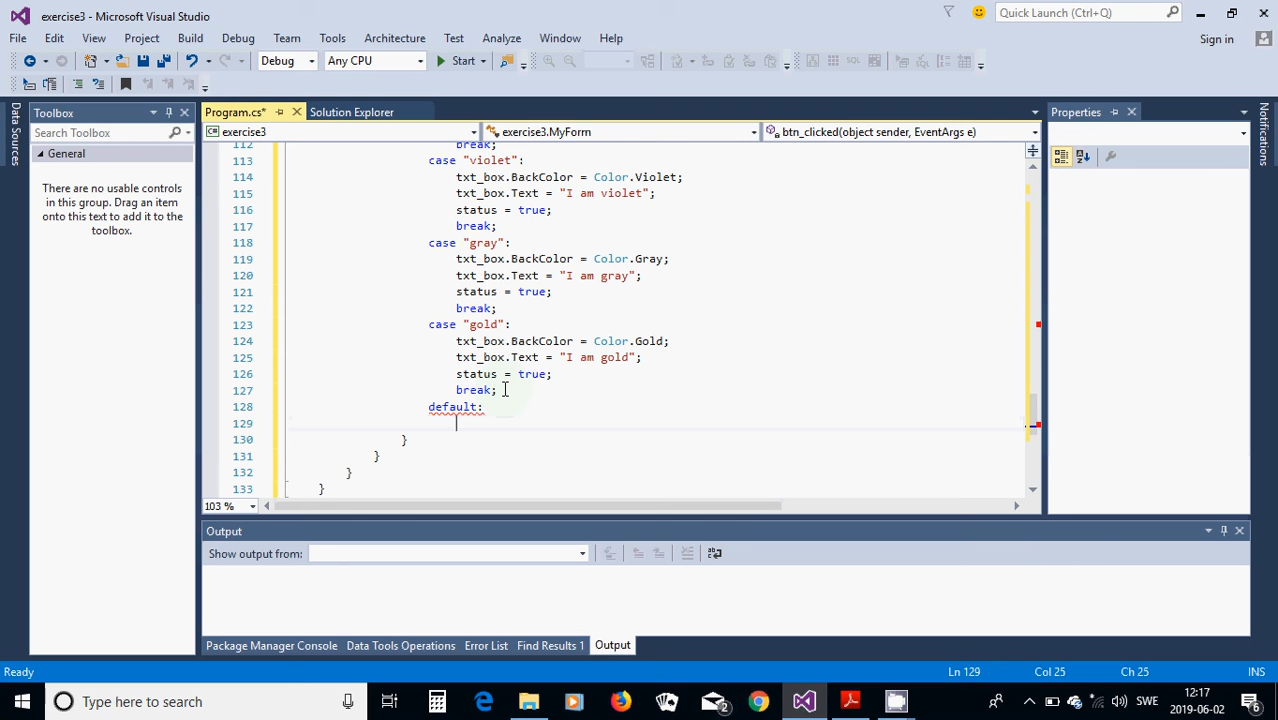 exercise3 - Microsoft Visual Studio
Quick Launch (Ctrl+Q)
File Edit View Project Build Debug Team Tools Architecture Test Analyze Window Help
Sign in
Debug Any CPU Start
Toolbox
Program.cs*
Solution Explorer
Properties
Data Sources
Notifications
Search Toolbox
exercise3
exercise3.MyForm
btn_clicked(object sender, EventArgs e)
General
There are no usable controls
in this group. Drag an item
onto this text to add it to the
toolbox.
112 break;
113 case "violet":
114 txt_box.BackColor = Color.Violet;
115 txt_box.Text = "I am violet";
116 status = true;
117 break;
118 case "gray":
119 txt_box.BackColor = Color.Gray;
120 txt_box.Text = "I am gray";
121 status = true;
122 break;
123 case "gold":
124 txt_box.BackColor = Color.Gold;
125 txt_box.Text = "I am gold";
126 status = true;
127 break;
128 default:
129
130 }
131 }
132 }
133 }
103 %
Output
Show output from:
Package Manager Console Data Tools Operations Error List Find Results 1 Output
Ready Ln 129 Col 25 Ch 25 INS
Type here to search
2
SWE
12:17
2019-06-02
6